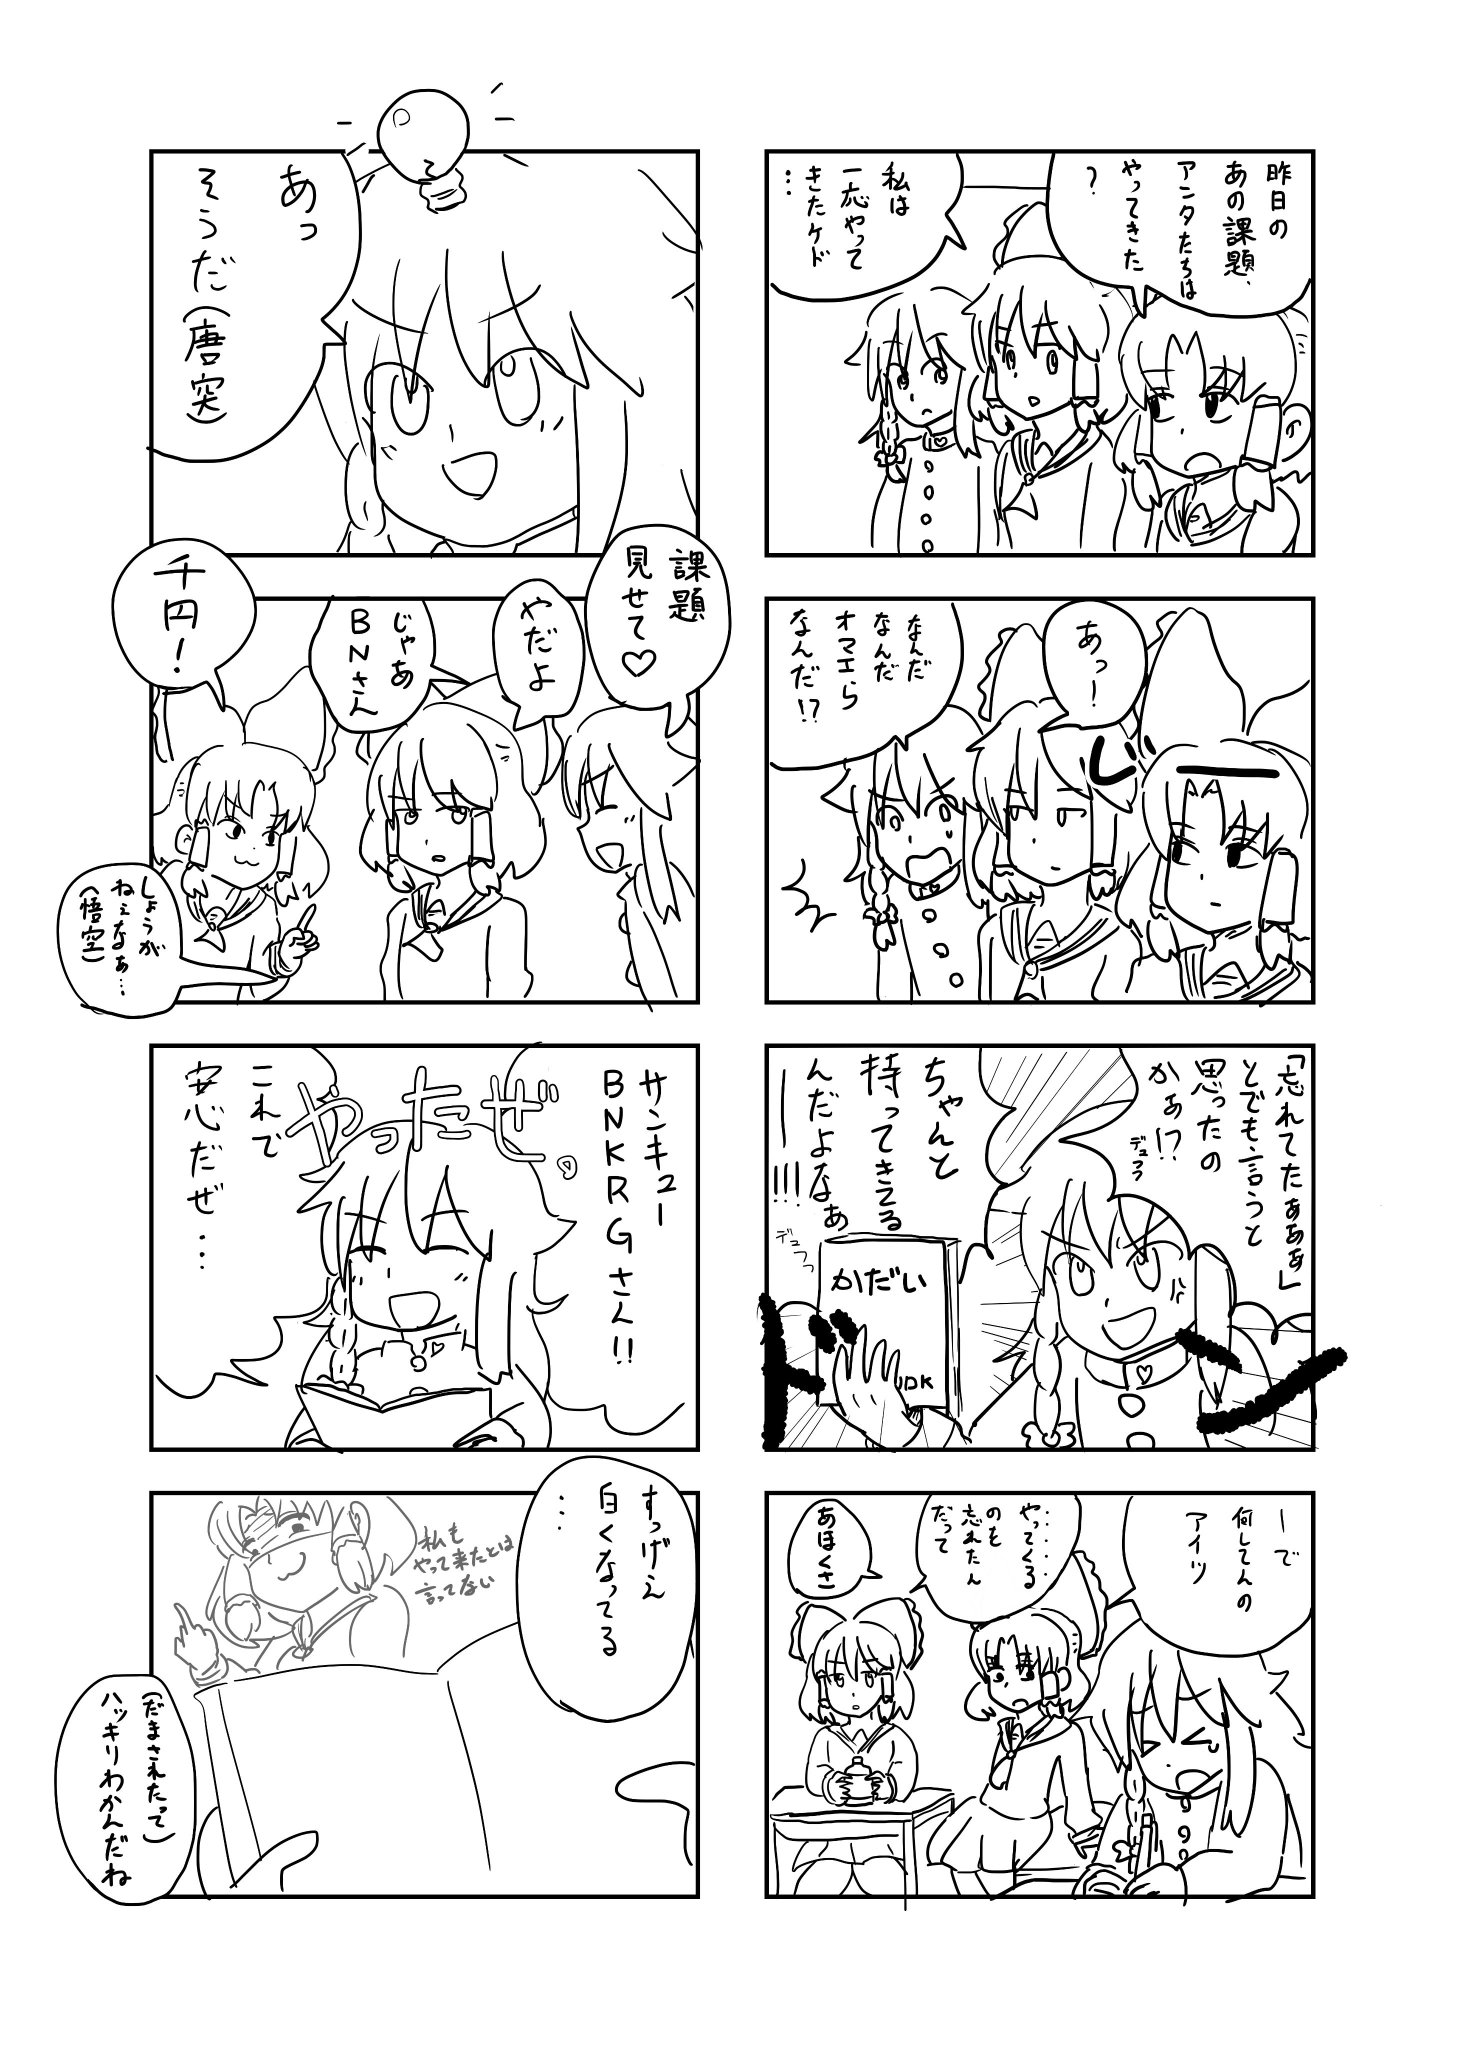 昨日の
あの課題、
アンタたちは
やってきた
?
私は
一応やって
きたケド
…
あっ!
じー
なんだ
なんだ
オマエら
なんだ!?
「忘れてたぁぁぁ」
とでも言うと
思ったの
かぁ!?
デュフフ
ちゃんと
持ってきてる
んだよなぁ
ーーー!!!
デュフフっ
かだい
UDK
ドヤァ
ーで
何してんの
アイツ
やってくる
のを
忘れたん
だって
あほくさ
あっ
そうだ(唐突)
課題
見せて♡
やだよ
じゃあ
BNさん
千円!
しょうが
ねぇなぁ…
(悟空)
やったぜ。
サンキュー
BNKRGさん!!
これで
安心だぜ…
すっげえ
白くなってる
…
私も
やって来たとは
言ってない
(だまされたって)
ハッキリわかんだね